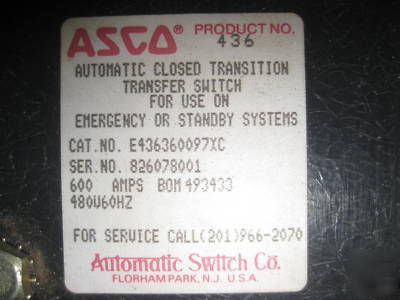 ASCO® PRODUCT NO.
436
AUTOMATIC CLOSED TRANSITION
TRANSFER SWITCH
FOR USE ON
EMERGENCY OR STANDBY SYSTEMS
CAT.NO. E436360097XC
SER.NO. 826078001
600 AMPS BOM 493433
480V60HZ
FOR SERVICE CALL(201)966-2070
Automatic Switch Co.
FLORHAM PARK, N.J. U.S.A.